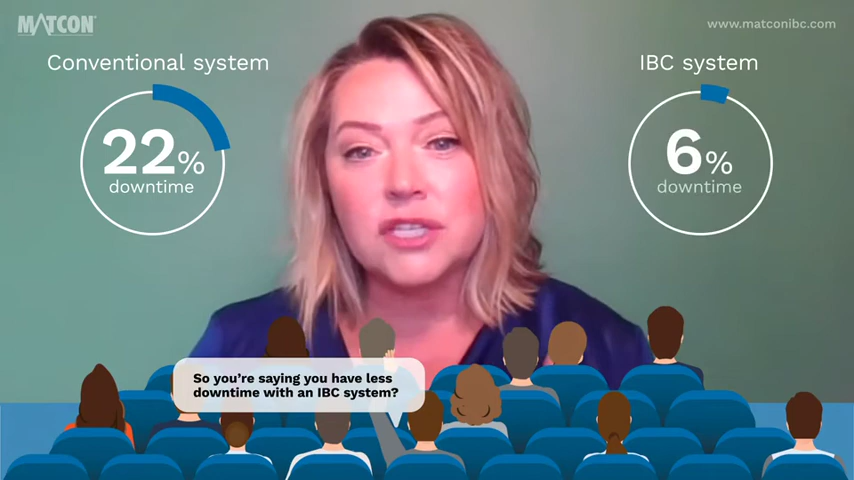 MATCON
www.matconibc.com
Conventional system
22%
downtime
IBC system
6%
downtime
So you're saying you have less
downtime with an IBC system?